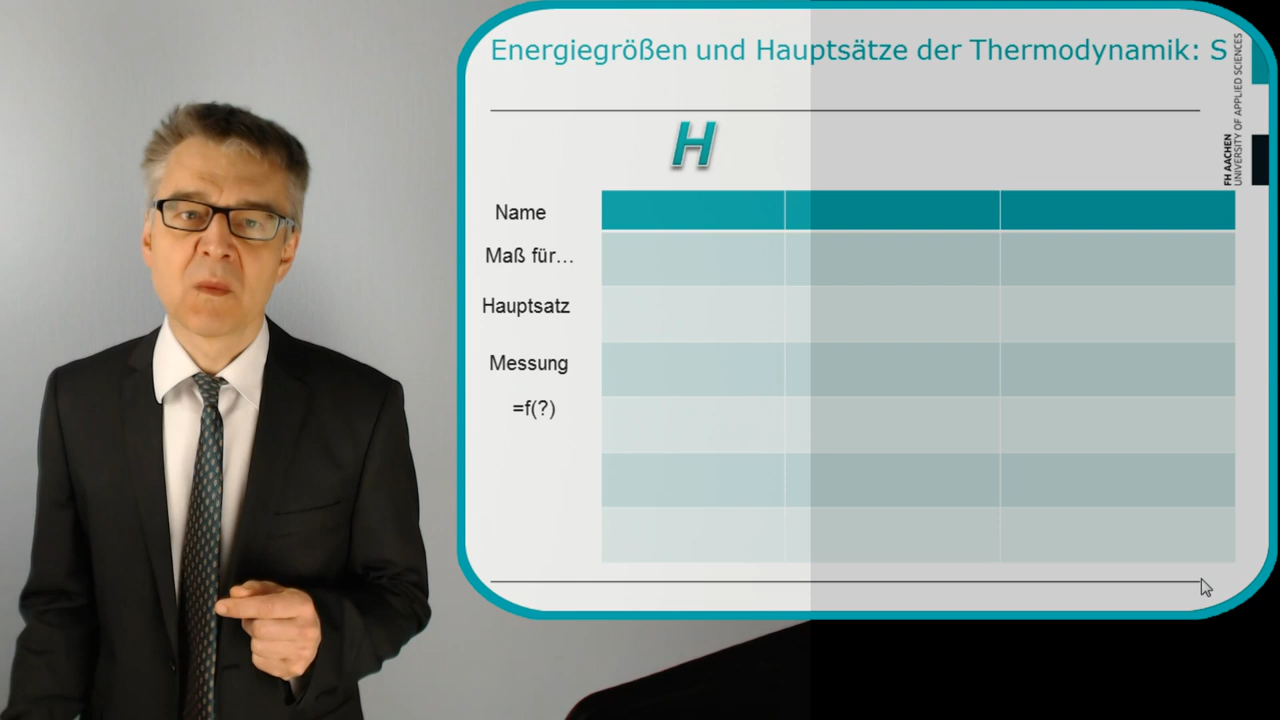 Energiegrößen und Hauptsätze der Thermodynamik: S
H
Name
Maß für...
Hauptsatz
Messung
=f(?)
FH AACHEN
UNIVERSITY OF APPLIED SCIENCES